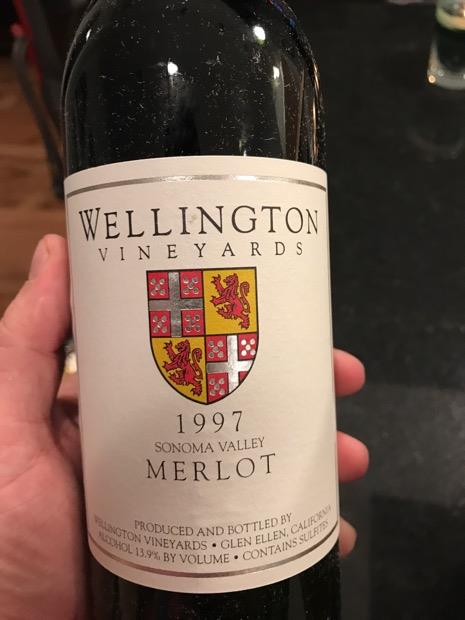 WELLINGTON
VINEYARDS
1997
SONOMA VALLEY
MERLOT
PRODUCED AND BOTTLED BY
WELLINGTON VINEYARDS • GLEN ELLEN, CALIFORNIA
ALCOHOL 13.9% BY VOLUME • CONTAINS SULFITES